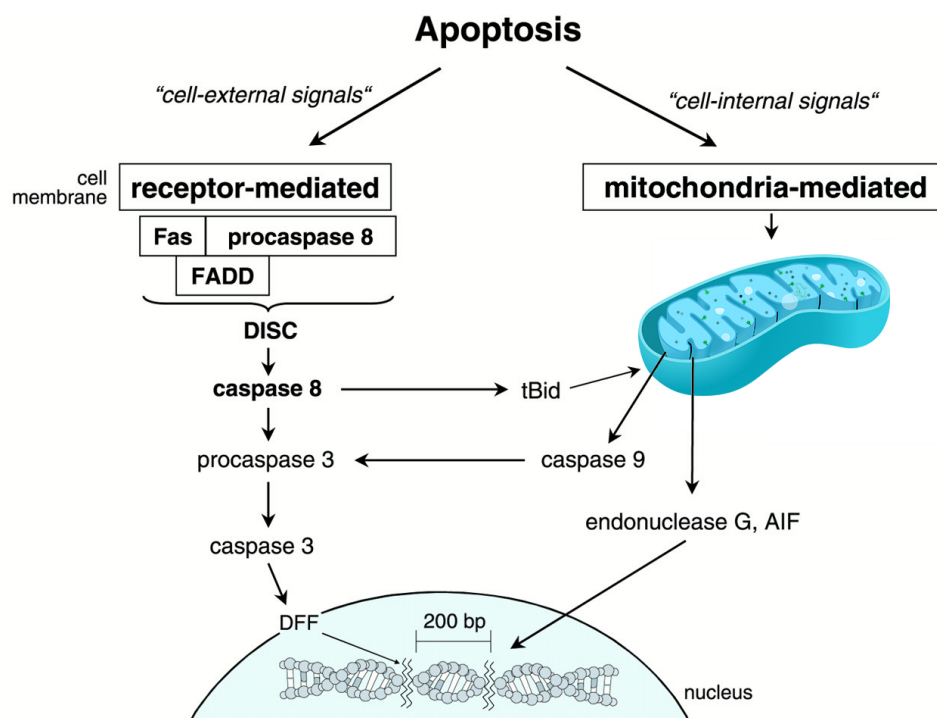 Apoptosis
“cell-external signals“
“cell-internal signals“
cell
membrane
receptor-mediated
mitochondria-mediated
Fas
procaspase 8
FADD
DISC
caspase 8
tBid
procaspase 3
caspase 9
endonuclease G, AIF
caspase 3
DFF
200 bp
nucleus